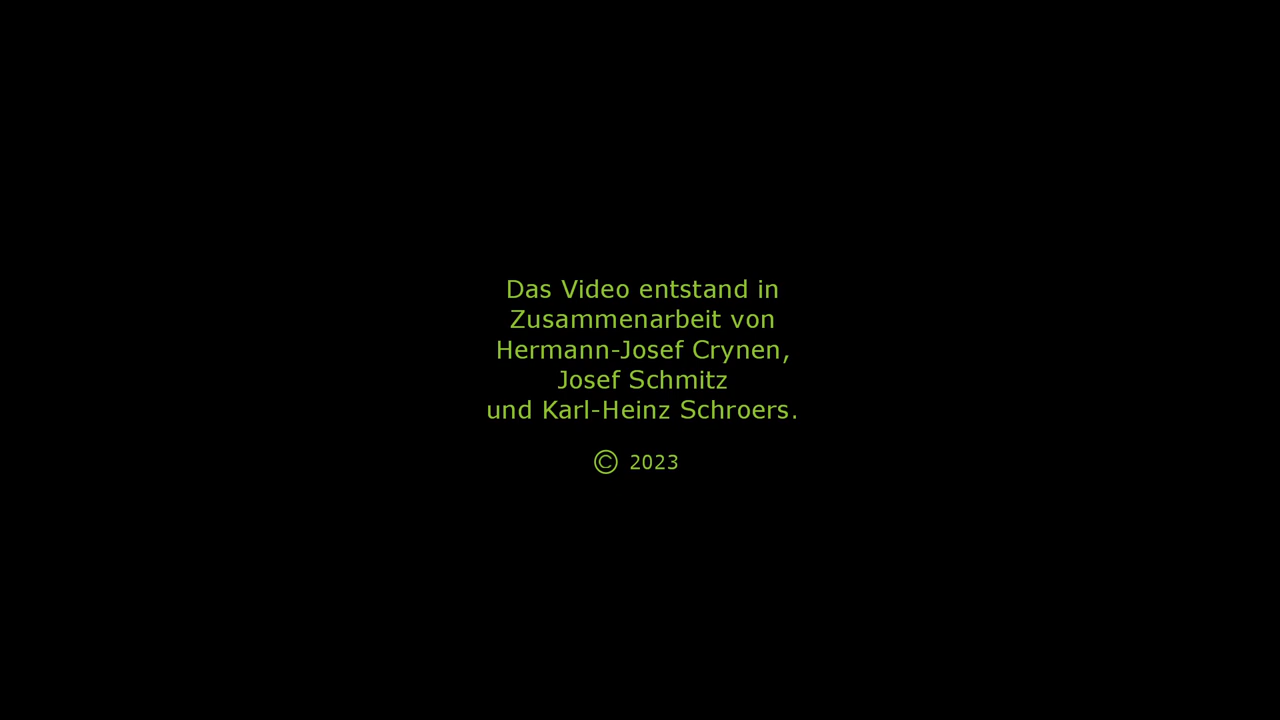 Das Video entstand in
Zusammenarbeit von
Hermann-Josef Crynen,
Josef Schmitz
und Karl-Heinz Schroers.
© 2023